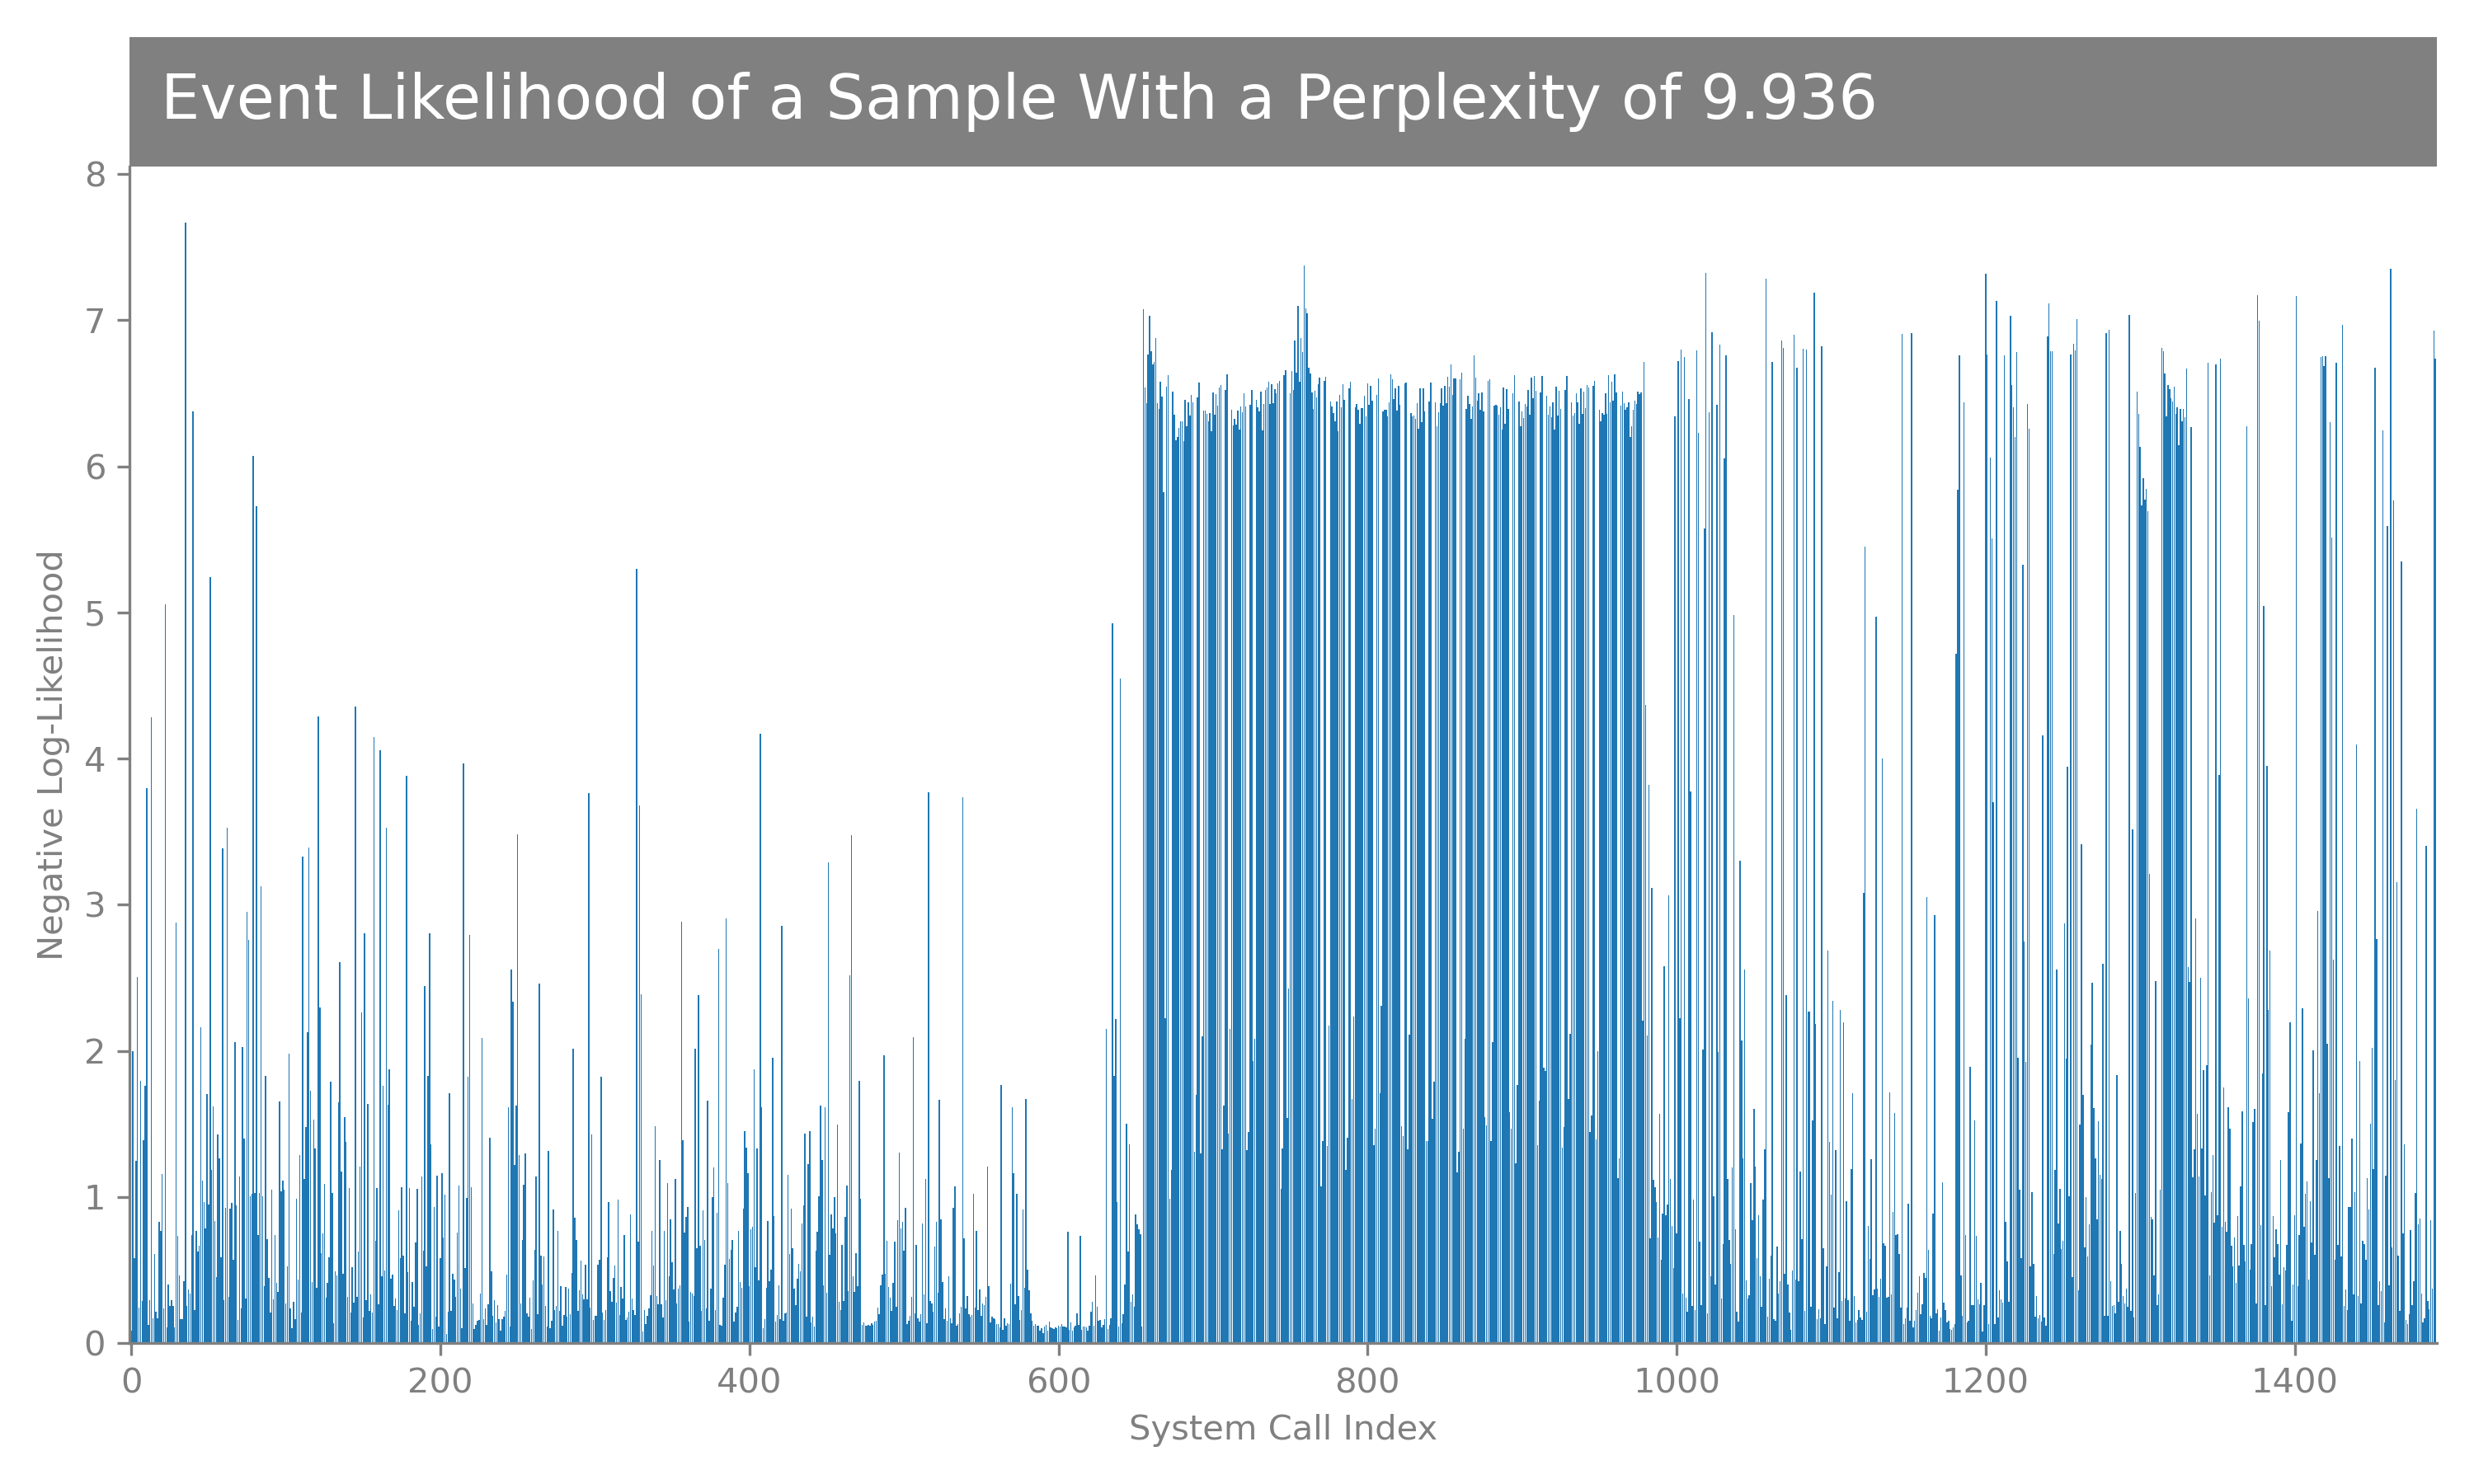 Event Likelihood of a Sample With a Perplexity of 9.936
8
7
6
5
4
3
2
1
0
Negative Log-Likelihood
0 200 400 600 800 1000 1200 1400
System Call Index